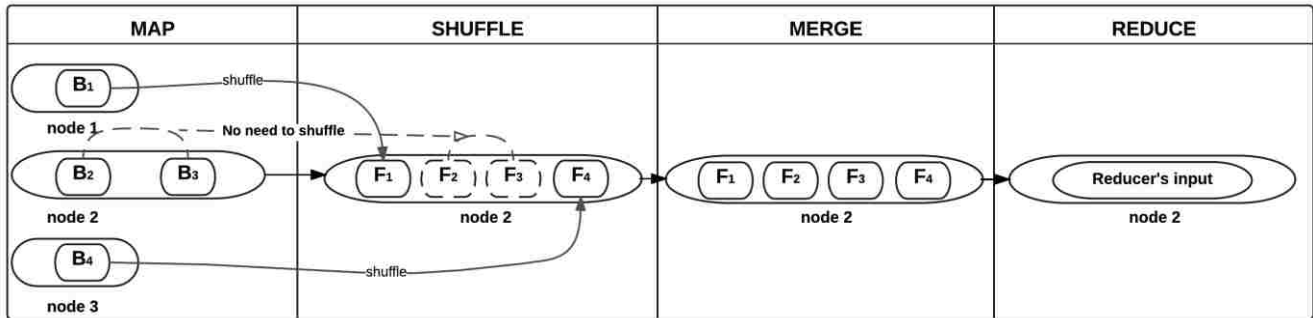 MAP
SHUFFLE
MERGE
REDUCE
B1
shuffle
node 1
No need to shuffle
B2
B3
F1
F2
F3
F4
F1
F2
F3
F4
Reducer's input
node 2
node 2
node 2
node 2
B4
shuffle
node 3